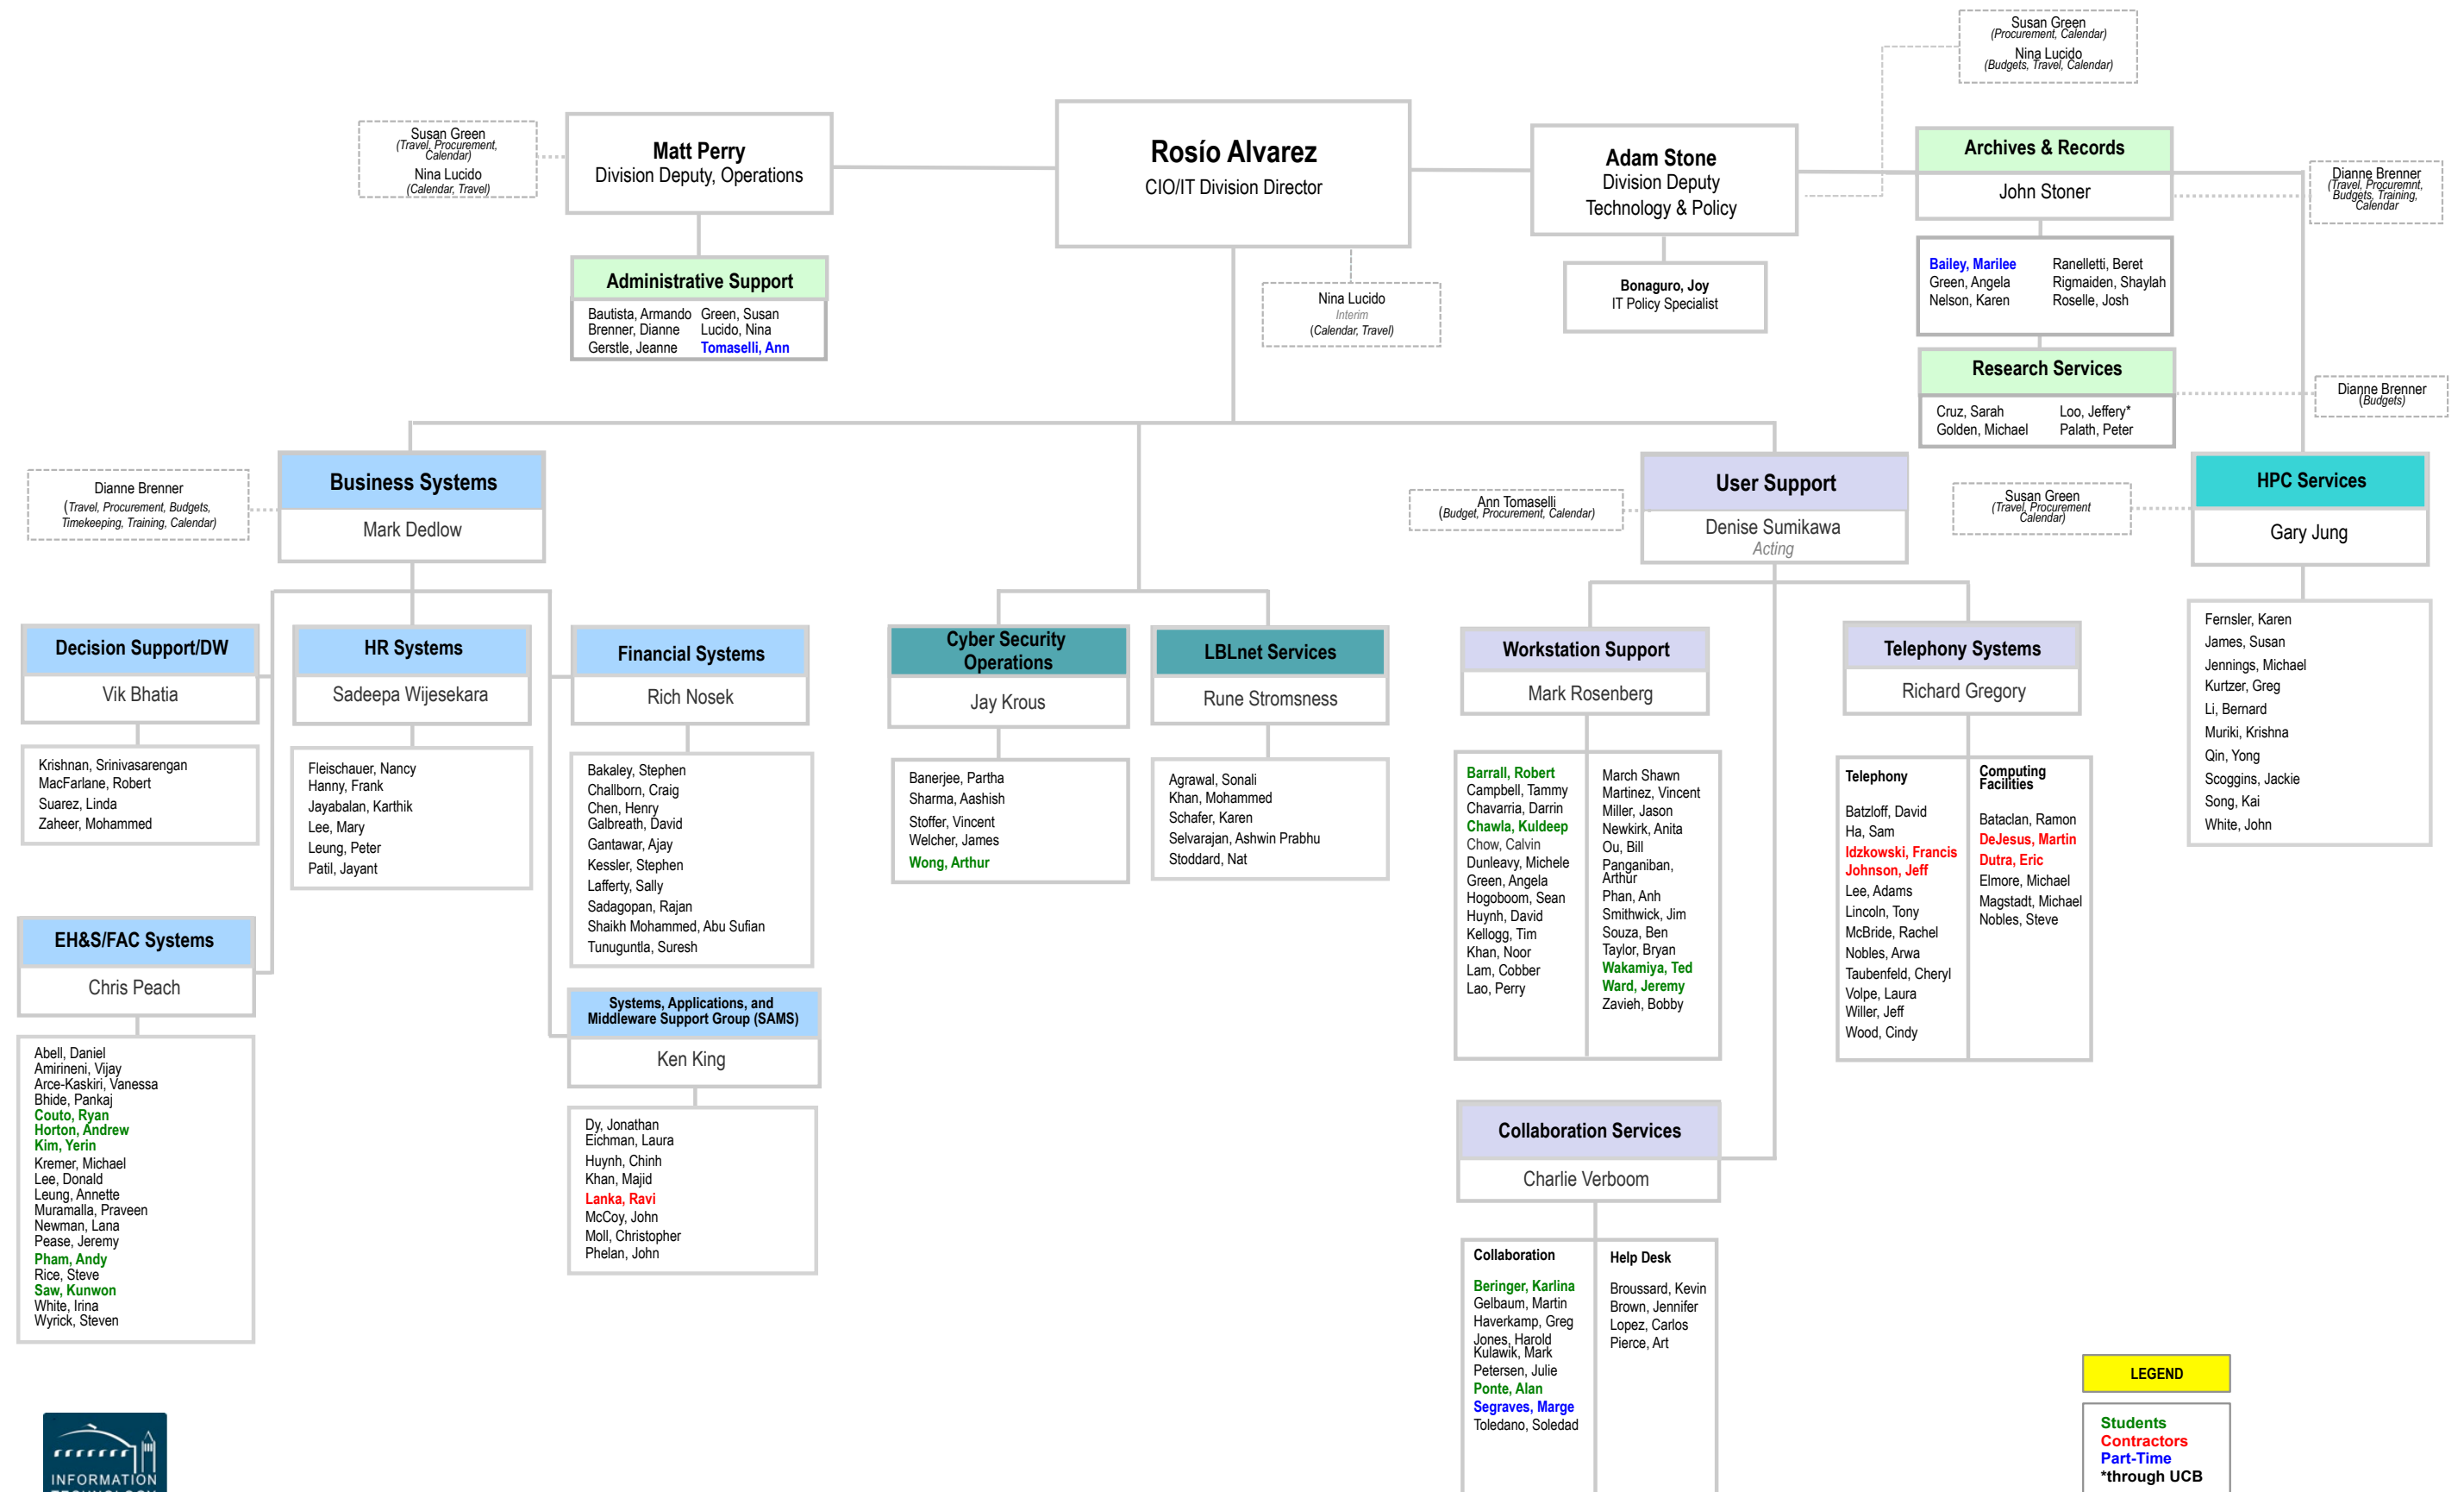 Susan Green
(Procurement, Calendar)
Nina Lucido
(Budgets, Travel, Calendar)
Susan Green
(Travel, Procurement,
Calendar)
Nina Lucido
(Calendar, Travel)
Matt Perry
Division Deputy, Operations
Rosío Alvarez
CIO/IT Division Director
Adam Stone
Division Deputy
Technology & Policy
Archives & Records
John Stoner
Dianne Brenner
(Travel, Procuremnt,
Budgets, Training,
Calendar
Administrative Support
Bautista, Armando
Brenner, Dianne
Gerstle, Jeanne
Green, Susan
Lucido, Nina
Tomaselli, Ann
Nina Lucido
Interim
(Calendar, Travel)
Bonaguro, Joy
IT Policy Specialist
Bailey, Marilee
Green, Angela
Nelson, Karen
Ranelletti, Beret
Rigmaiden, Shaylah
Roselle, Josh
Research Services
Cruz, Sarah
Golden, Michael
Loo, Jeffery*
Palath, Peter
Dianne Brenner
(Budgets)
Dianne Brenner
(Travel, Procurement, Budgets,
Timekeeping, Training, Calendar)
Business Systems
Mark Dedlow
Ann Tomaselli
(Budget, Procurement, Calendar)
User Support
Denise Sumikawa
Acting
Susan Green
(Travel, Procurement
Calendar)
HPC Services
Gary Jung
Decision Support/DW
Vik Bhatia
Krishnan, Srinivasarengan
MacFarlane, Robert
Suarez, Linda
Zaheer, Mohammed
HR Systems
Sadeepa Wijesekara
Fleischauer, Nancy
Hanny, Frank
Jayabalan, Karthik
Lee, Mary
Leung, Peter
Patil, Jayant
Financial Systems
Rich Nosek
Bakaley, Stephen
Challborn, Craig
Chen, Henry
Galbreath, David
Gantawar, Ajay
Kessler, Stephen
Lafferty, Sally
Sadagopan, Rajan
Shaikh Mohammed, Abu Sufian
Tunuguntla, Suresh
Cyber Security
Operations
Jay Krous
Banerjee, Partha
Sharma, Aashish
Stoffer, Vincent
Welcher, James
Wong, Arthur
LBLnet Services
Rune Stromsness
Agrawal, Sonali
Khan, Mohammed
Schafer, Karen
Selvarajan, Ashwin Prabhu
Stoddard, Nat
Workstation Support
Mark Rosenberg
Barrall, Robert
Campbell, Tammy
Chavarria, Darrin
Chawla, Kuldeep
Chow, Calvin
Dunleavy, Michele
Green, Angela
Hogoboom, Sean
Huynh, David
Kellogg, Tim
Khan, Noor
Lam, Cobber
Lao, Perry
March Shawn
Martinez, Vincent
Miller, Jason
Newkirk, Anita
Ou, Bill
Panganiban,
Arthur
Phan, Anh
Smithwick, Jim
Souza, Ben
Taylor, Bryan
Wakamiya, Ted
Ward, Jeremy
Zavieh, Bobby
Telephony Systems
Richard Gregory
Telephony
Batzloff, David
Ha, Sam
Idzkowski, Francis
Johnson, Jeff
Lee, Adams
Lincoln, Tony
McBride, Rachel
Nobles, Arwa
Taubenfeld, Cheryl
Volpe, Laura
Willer, Jeff
Wood, Cindy
Computing
Facilities
Bataclan, Ramon
DeJesus, Martin
Dutra, Eric
Elmore, Michael
Magstadt, Michael
Nobles, Steve
Fernsler, Karen
James, Susan
Jennings, Michael
Kurtzer, Greg
Li, Bernard
Muriki, Krishna
Qin, Yong
Scoggins, Jackie
Song, Kai
White, John
EH&S/FAC Systems
Chris Peach
Abell, Daniel
Amirineni, Vijay
Arce-Kaskiri, Vanessa
Bhide, Pankaj
Couto, Ryan
Horton, Andrew
Kim, Yerin
Kremer, Michael
Lee, Donald
Leung, Annette
Muramalla, Praveen
Newman, Lana
Pease, Jeremy
Pham, Andy
Rice, Steve
Saw, Kunwon
White, Irina
Wyrick, Steven
Systems, Applications, and
Middleware Support Group (SAMS)
Ken King
Dy, Jonathan
Eichman, Laura
Huynh, Chinh
Khan, Majid
Lanka, Ravi
McCoy, John
Moll, Christopher
Phelan, John
Collaboration Services
Charlie Verboom
Collaboration
Beringer, Karlina
Gelbaum, Martin
Haverkamp, Greg
Jones, Harold
Kulawik, Mark
Petersen, Julie
Ponte, Alan
Segraves, Marge
Toledano, Soledad
Help Desk
Broussard, Kevin
Brown, Jennifer
Lopez, Carlos
Pierce, Art
LEGEND
Students
Contractors
Part-Time
*through UCB
INFORMATION